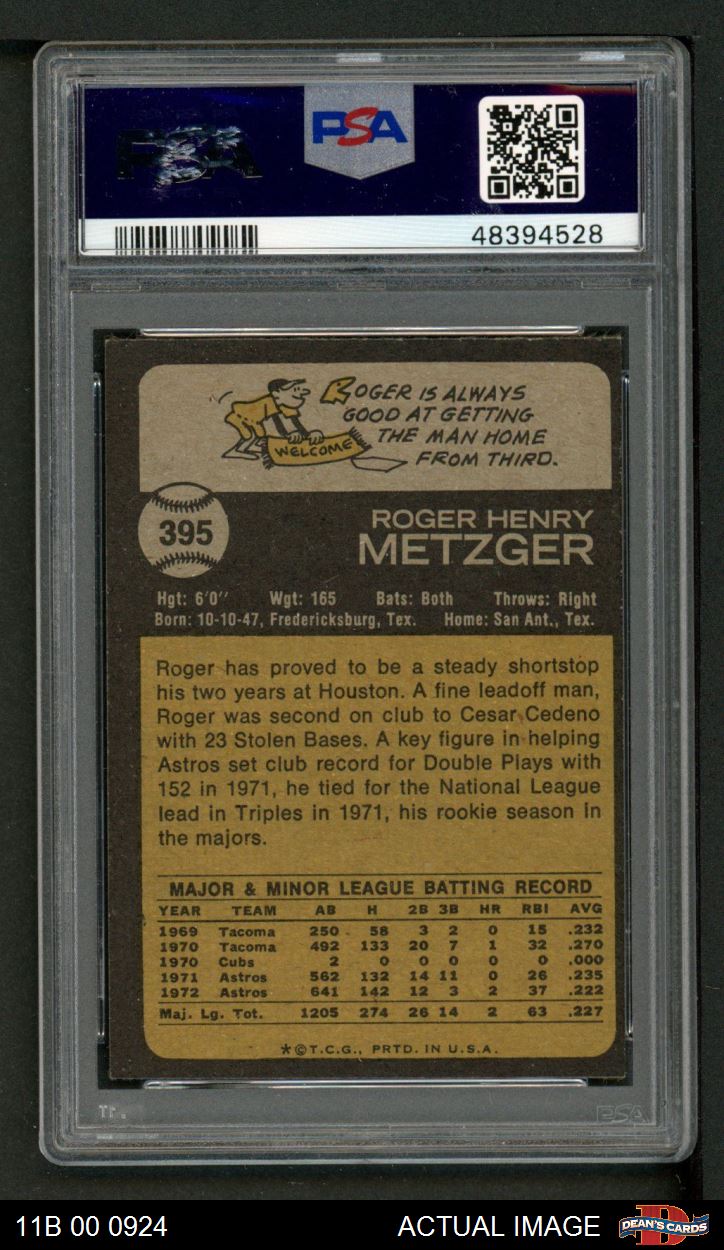 PSA
PSA
48394528
ROGER IS ALWAYS
GOOD AT GETTING
THE MAN HOME
FROM THIRD.
WELCOME
395
ROGER HENRY
METZGER
Hgt: 6'0" Wgt: 165 Bats: Both Throws: Right
Born: 10-10-47, Fredericksburg, Tex. Home: San Ant., Tex.
Roger has proved to be a steady shortstop
his two years at Houston. A fine leadoff man,
Roger was second on club to Cesar Cedeno
with 23 Stolen Bases. A key figure in helping
Astros set club record for Double Plays with
152 in 1971, he tied for the National League
lead in Triples in 1971, his rookie season in
the majors.
MAJOR & MINOR LEAGUE BATTING RECORD
YEAR TEAM AB H 2B 3B HR RBI AVG
1969 Tacoma 250 58 3 2 0 15 .232
1970 Tacoma 492 133 20 7 1 32 .270
1970 Cubs 2 0 0 0 0 0 .000
1971 Astros 562 132 14 11 0 26 .235
1972 Astros 641 142 12 3 2 37 .222
Maj. Lg. Tot. 1205 274 26 14 2 63 .227
*©T.C.G., PRTD. IN U.S.A.
PSA
11B 00 0924
ACTUAL IMAGE
DEAN'S CARDS